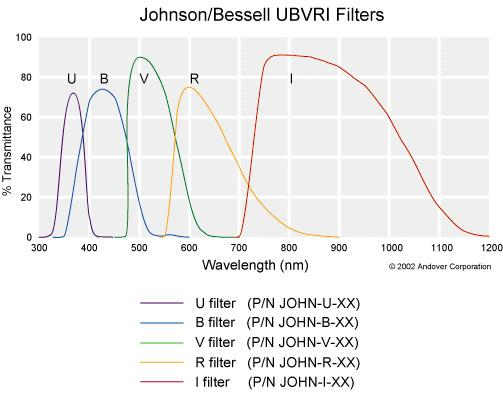 Johnson/Bessell UBVRI Filters
100
80
60
40
20
0
% Transmittance
U B V R I
300 400 500 600 700 800 900 1000 1100 1200
Wavelength (nm)
© 2002 Andover Corporation
U filter (P/N JOHN-U-XX)
B filter (P/N JOHN-B-XX)
V filter (P/N JOHN-V-XX)
R filter (P/N JOHN-R-XX)
I filter (P/N JOHN-I-XX)